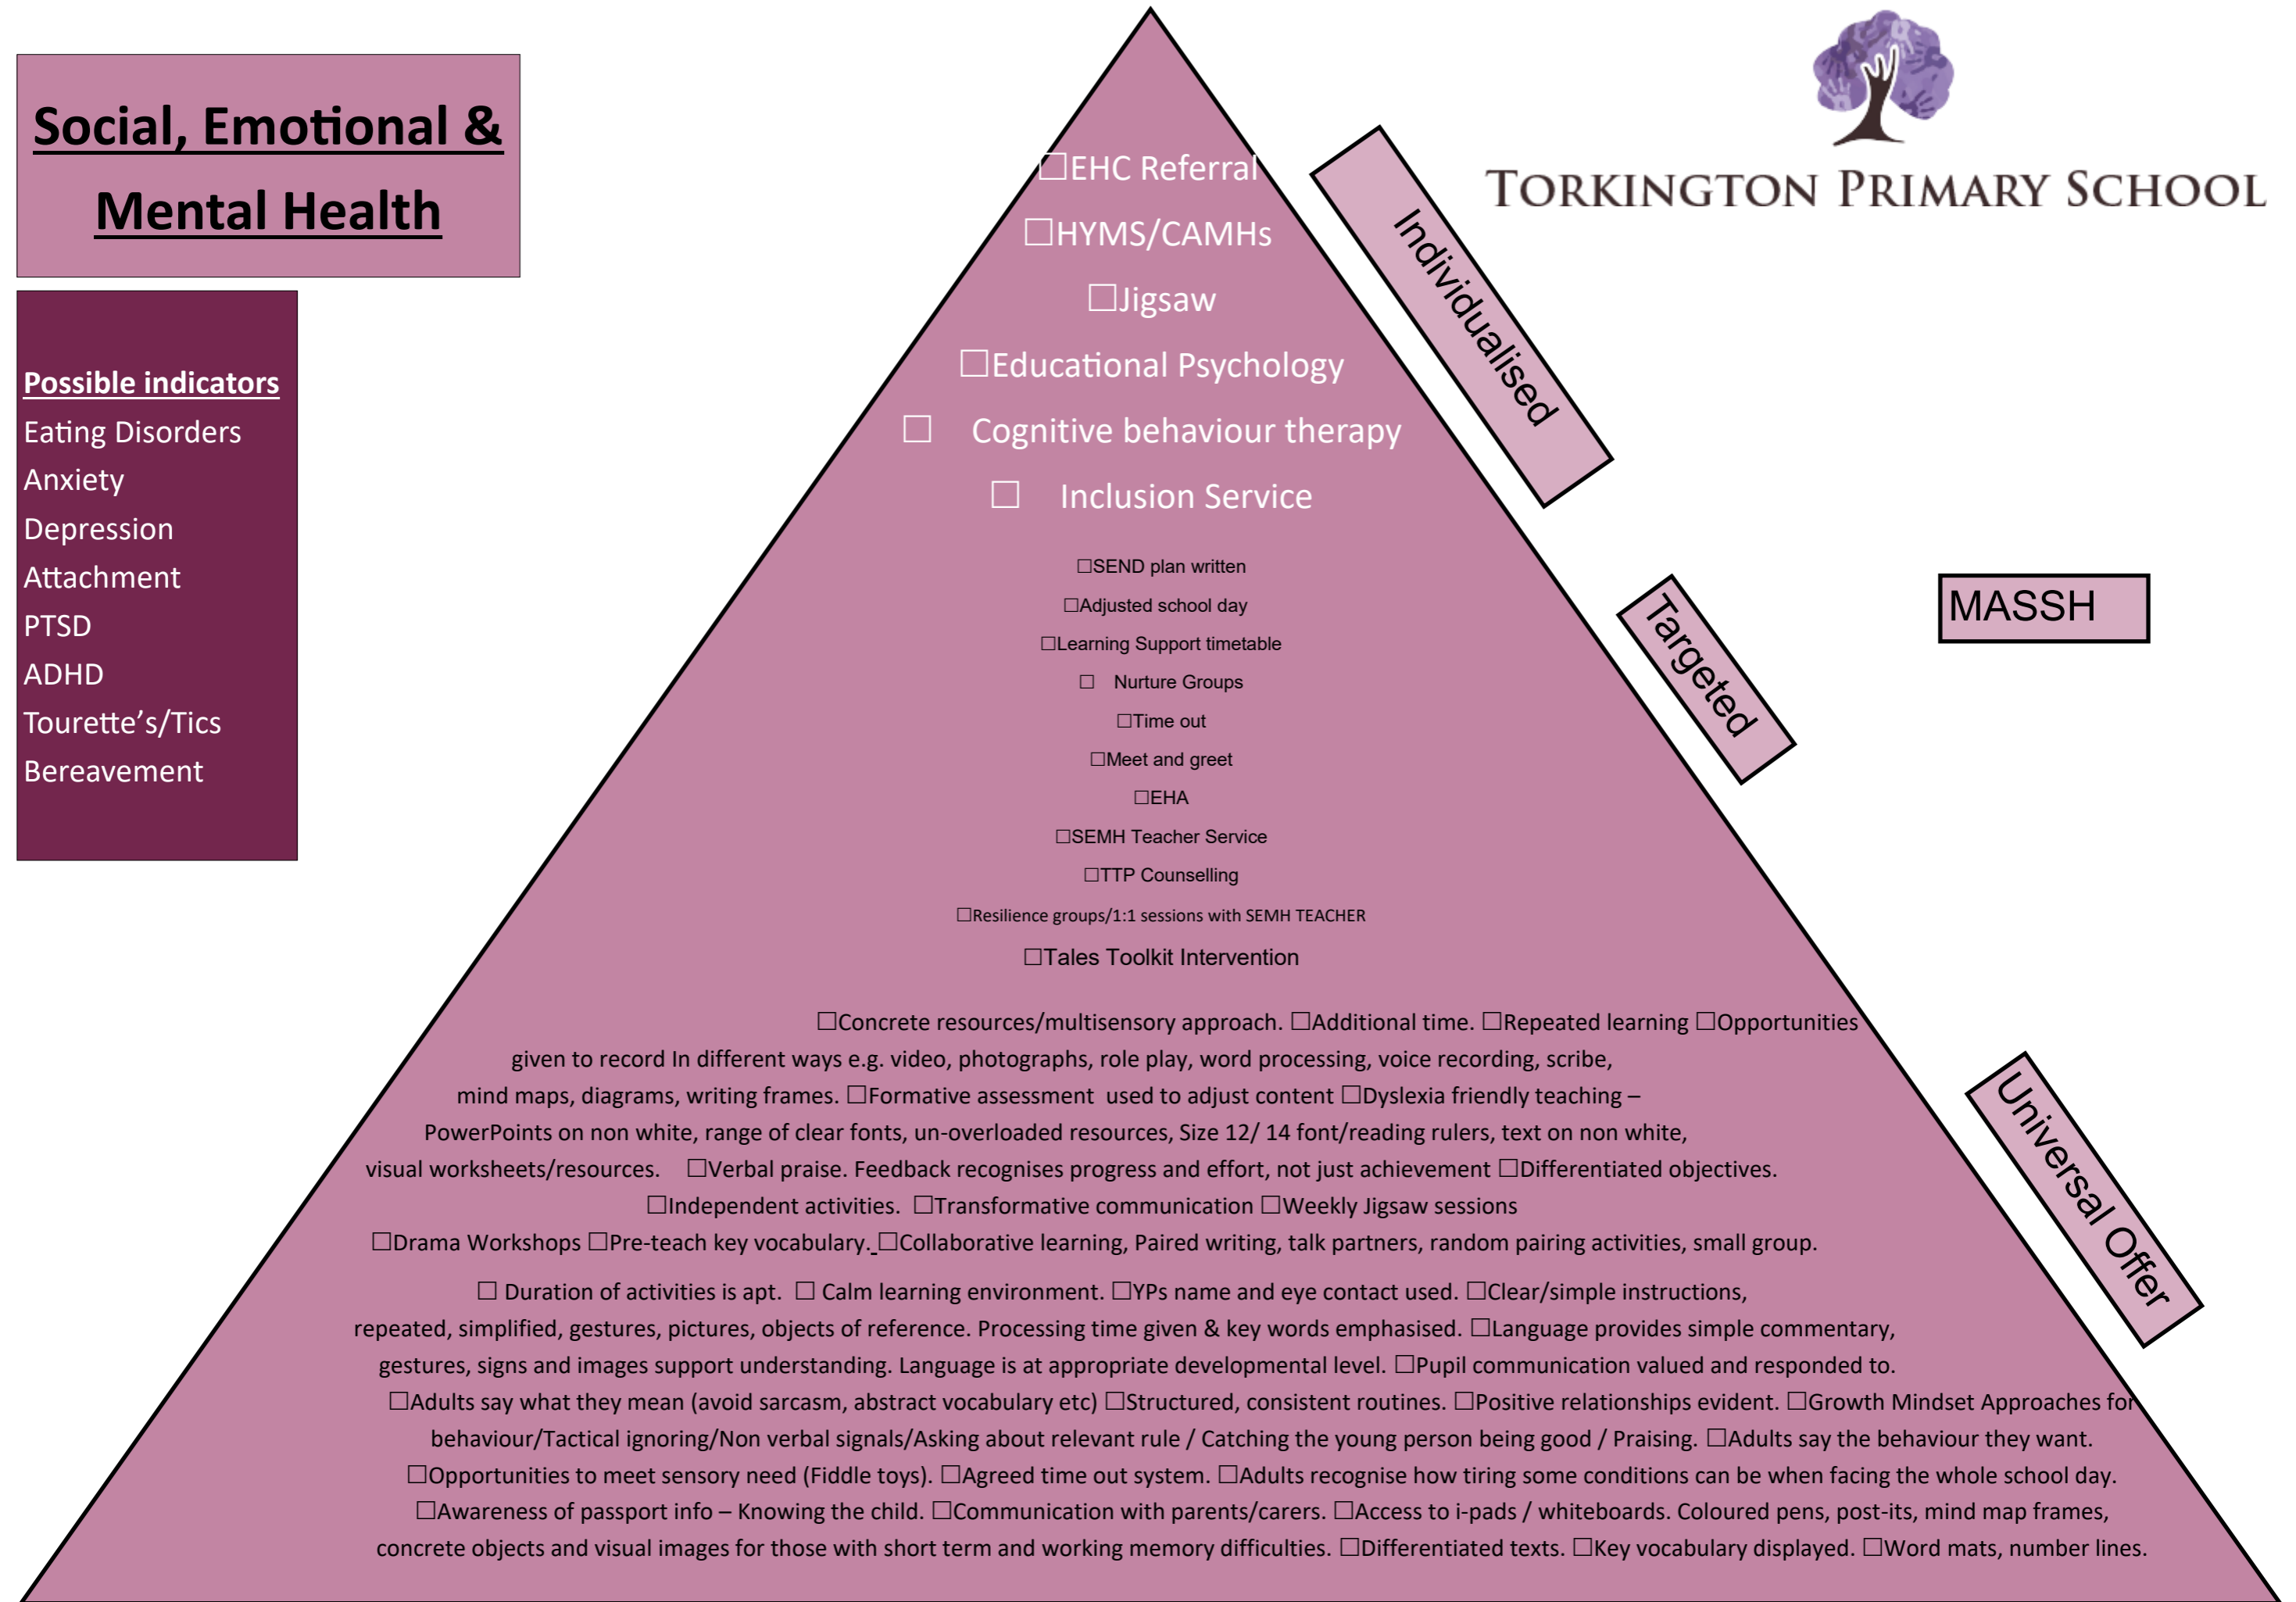 Social, Emotional &
Mental Health
TORKINGTON PRIMARY SCHOOL
Possible indicators
Eating Disorders
Anxiety
Depression
Attachment
PTSD
ADHD
Tourette’s/Tics
Bereavement
☐EHC Referral
☐HYMS/CAMHs
☐Jigsaw
☐Educational Psychology
☐ Cognitive behaviour therapy
☐ Inclusion Service
Individualised
☐SEND plan written
☐Adjusted school day
☐Learning Support timetable
☐ Nurture Groups
☐Time out
☐Meet and greet
☐EHA
☐SEMH Teacher Service
☐TTP Counselling
☐Resilience groups/1:1 sessions with SEMH TEACHER
☐Tales Toolkit Intervention
Targeted
MASSH
☐Concrete resources/multisensory approach. ☐Additional time. ☐Repeated learning ☐Opportunities
given to record In different ways e.g. video, photographs, role play, word processing, voice recording, scribe,
mind maps, diagrams, writing frames. ☐Formative assessment  used to adjust content ☐Dyslexia friendly teaching –
PowerPoints on non white, range of clear fonts, un-overloaded resources, Size 12/ 14 font/reading rulers, text on non white,
visual worksheets/resources. ☐Verbal praise. Feedback recognises progress and effort, not just achievement ☐Differentiated objectives.
☐Independent activities. ☐Transformative communication ☐Weekly Jigsaw sessions
☐Drama Workshops ☐Pre-teach key vocabulary. ☐Collaborative learning, Paired writing, talk partners, random pairing activities, small group.
☐ Duration of activities is apt. ☐ Calm learning environment. ☐YPs name and eye contact used. ☐Clear/simple instructions,
repeated, simplified, gestures, pictures, objects of reference. Processing time given & key words emphasised. ☐Language provides simple commentary,
gestures, signs and images support understanding. Language is at appropriate developmental level. ☐Pupil communication valued and responded to.
☐Adults say what they mean (avoid sarcasm, abstract vocabulary etc) ☐Structured, consistent routines. ☐Positive relationships evident. ☐Growth Mindset Approaches for
behaviour/Tactical ignoring/Non verbal signals/Asking about relevant rule / Catching the young person being good / Praising. ☐Adults say the behaviour they want.
☐Opportunities to meet sensory need (Fiddle toys). ☐Agreed time out system. ☐Adults recognise how tiring some conditions can be when facing the whole school day.
☐Awareness of passport info – Knowing the child. ☐Communication with parents/carers. ☐Access to i-pads / whiteboards. Coloured pens, post-its, mind map frames,
concrete objects and visual images for those with short term and working memory difficulties. ☐Differentiated texts. ☐Key vocabulary displayed. ☐Word mats, number lines.
Universal Offer